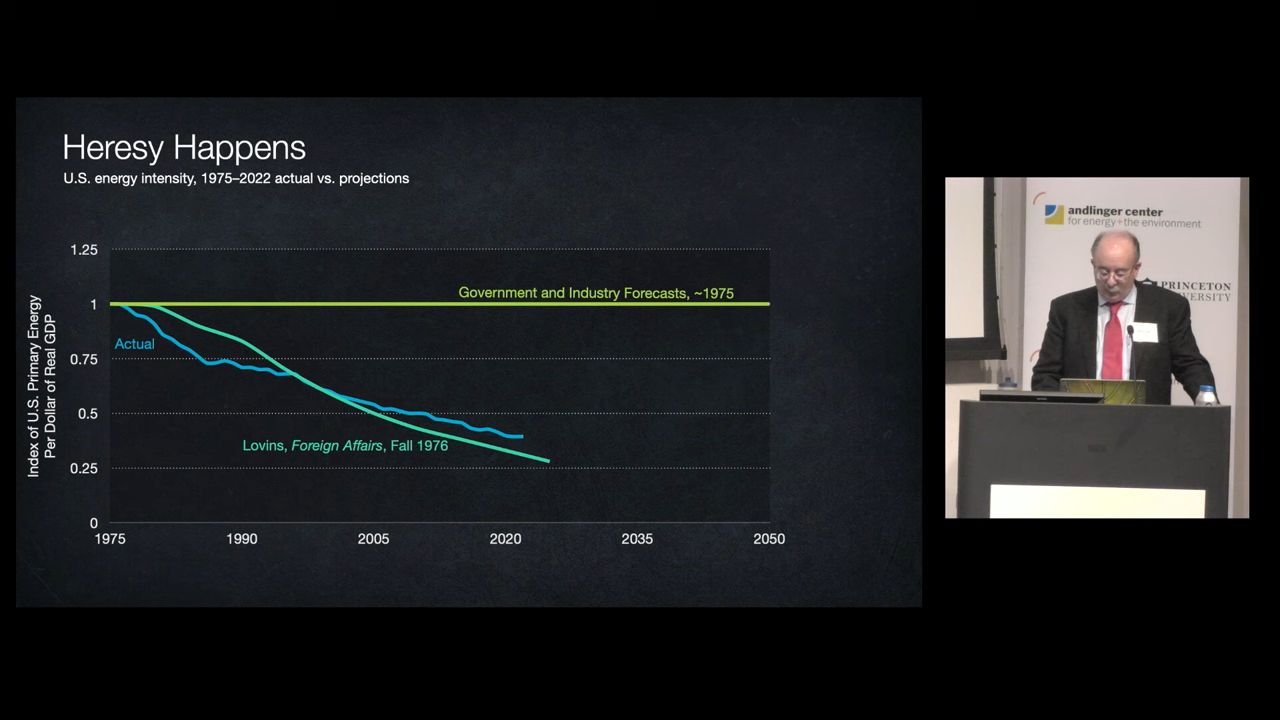 Heresy Happens
U.S. energy intensity, 1975–2022 actual vs. projections
Index of U.S. Primary Energy
Per Dollar of Real GDP
1.25
1
0.75
0.5
0.25
0
Government and Industry Forecasts, ~1975
Actual
Lovins, Foreign Affairs, Fall 1976
1975
1990
2005
2020
2035
2050
andlinger center
for energy+the environment
PRINCETON
VERSITY